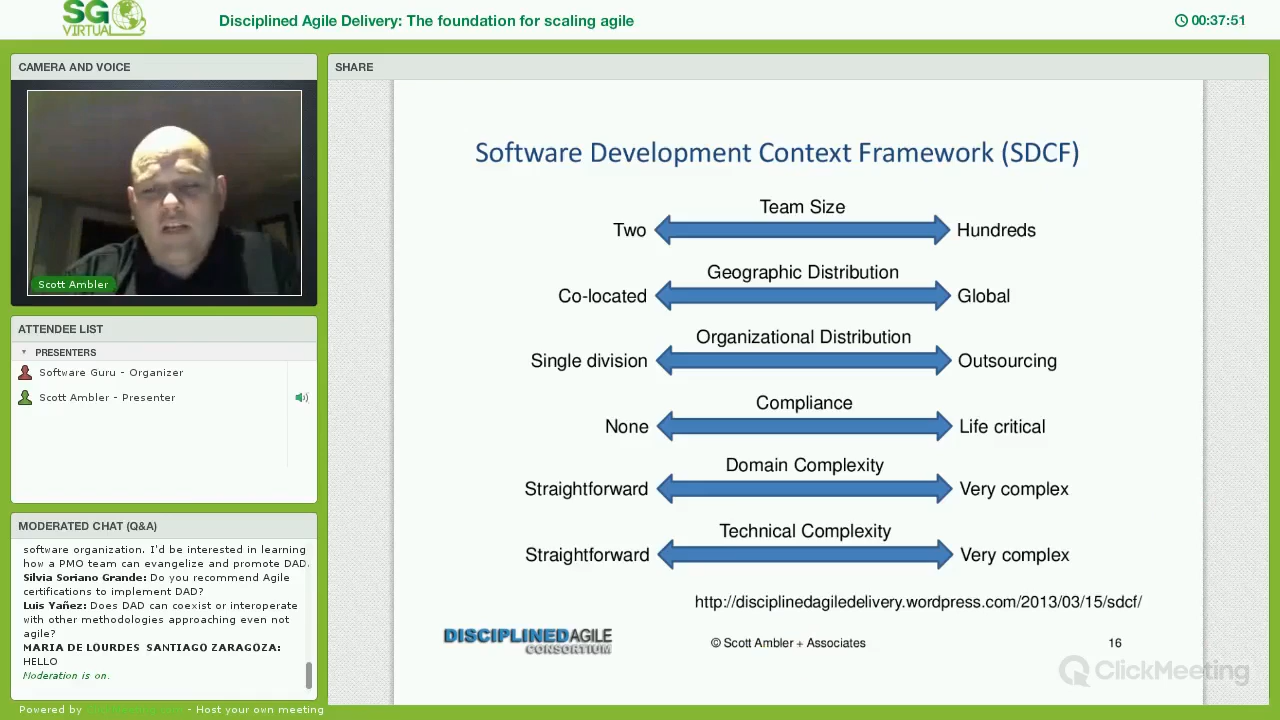 SG
VIRTUAL
Disciplined Agile Delivery: The foundation for scaling agile
00:37:51
CAMERA AND VOICE
Scott Ambler
ATTENDEE LIST
PRESENTERS
Software Guru - Organizer
Scott Ambler - Presenter
MODERATED CHAT (Q&A)
software organization. I'd be interested in learning
how a PMO team can evangelize and promote DAD.
Silvia Soriano Grande: Do you recommend Agile
certifications to implement DAD?
Luis Yañez: Does DAD can coexist or interoperate
with other methodologies approaching even not
agile?
MARIA DE LOURDES SANTIAGO ZARAGOZA:
HELLO
Moderation is on.
Powered by ClickMeeting.com - Host your own meeting
SHARE
Software Development Context Framework (SDCF)
Team Size
Two Hundreds
Geographic Distribution
Co-located Global
Organizational Distribution
Single division Outsourcing
Compliance
None Life critical
Domain Complexity
Straightforward Very complex
Technical Complexity
Straightforward Very complex
http://disciplinedagiledelivery.wordpress.com/2013/03/15/sdcf/
DISCIPLINEDAGILE
CONSORTIUM
© Scott Ambler + Associates
16
ClickMeeting